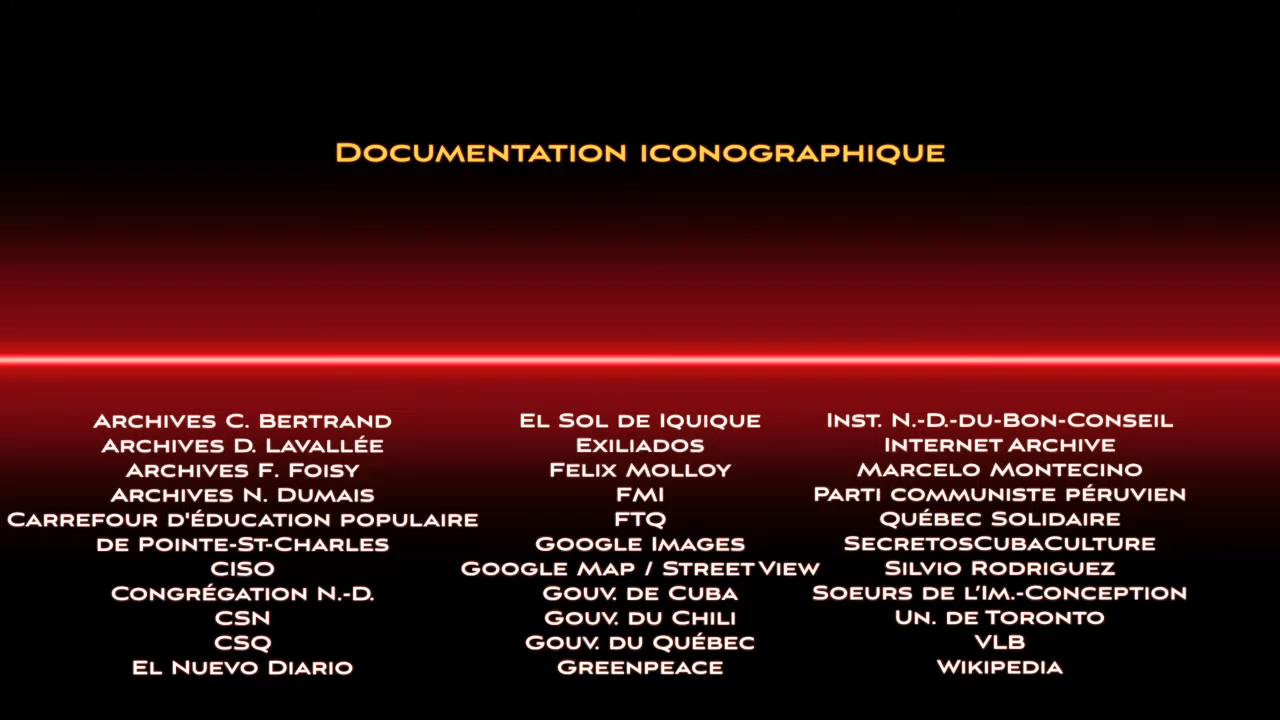 Documentation iconographique
Archives C. Bertrand
Archives D. Lavallée
Archives F. Foisy
Archives N. Dumais
Carrefour d'éducation populaire
de Pointe-St-Charles
CISO
Congrégation N.-D.
CSN
CSQ
El Nuevo Diario
El Sol de Iquique
Exiliados
Felix Molloy
FMI
FTQ
Google Images
Google Map / Street View
Gouv. de Cuba
Gouv. du Chili
Gouv. du Québec
Greenpeace
Inst. N.-D.-du-Bon-Conseil
Internet Archive
Marcelo Montecino
Parti communiste péruvien
Québec Solidaire
SecretosCubaCulture
Silvio Rodriguez
Soeurs de l’Im.-Conception
Un. de Toronto
VLB
Wikipedia